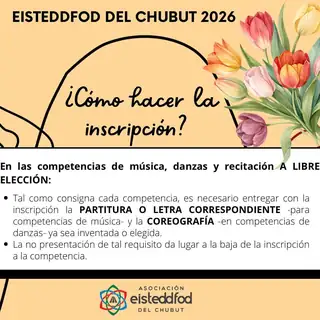 EISTEDDFOD DEL CHUBUT 2026
¿Cómo hacer la
inscripción?
En las competencias de música, danzas y recitación A LIBRE
ELECCIÓN:
• Tal como consigna cada competencia, es necesario entregar con
inscripción la PARTITURA O LETRA CORRESPONDIENTE -para
competencias de música- y la COREOGRAFÍA -en competencias de
danzas- ya sea inventada o elegida.
• La no presentación de tal requisito da lugar a la baja de la inscripción
a la competencia.
ASOCIACIÓN
eisteddfod
DEL CHUBUT